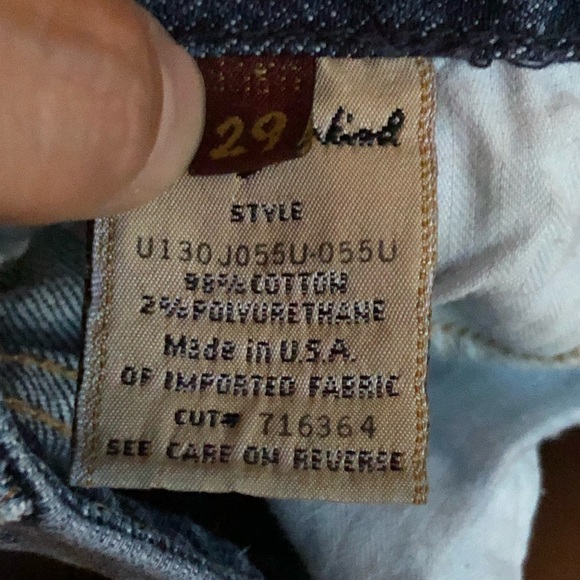 29
kind
STYLE
U130J055U-055U
98% COTTON
2% POLYURETHANE
Made in U.S.A.
OF IMPORTED FABRIC
CUT# 716364
SEE CARE ON REVERSE